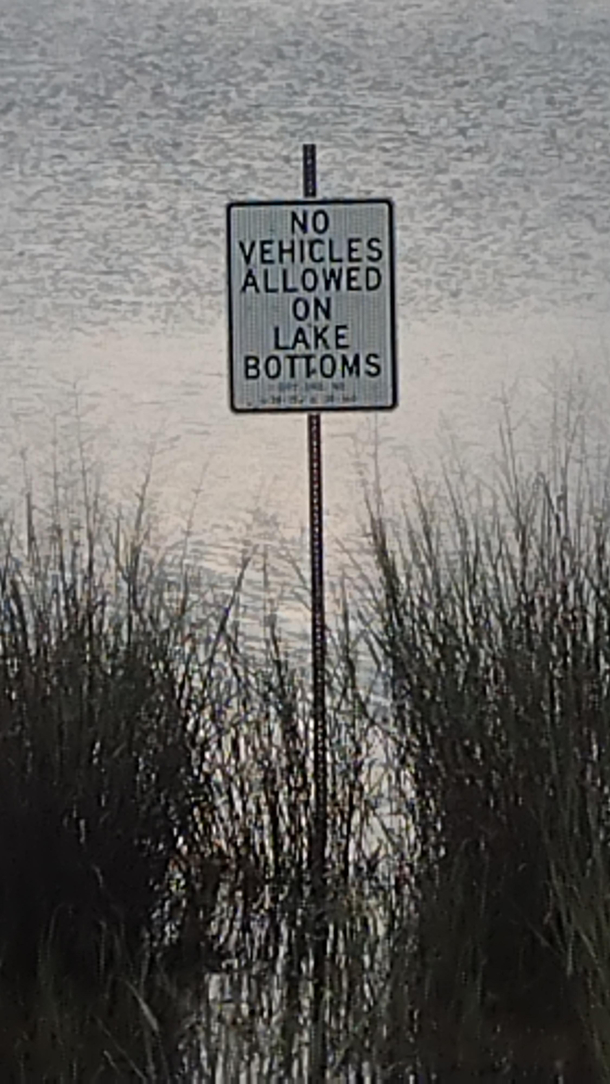 NO
VEHICLES
ALLOWED
ON
LAKE
BOTTOMS